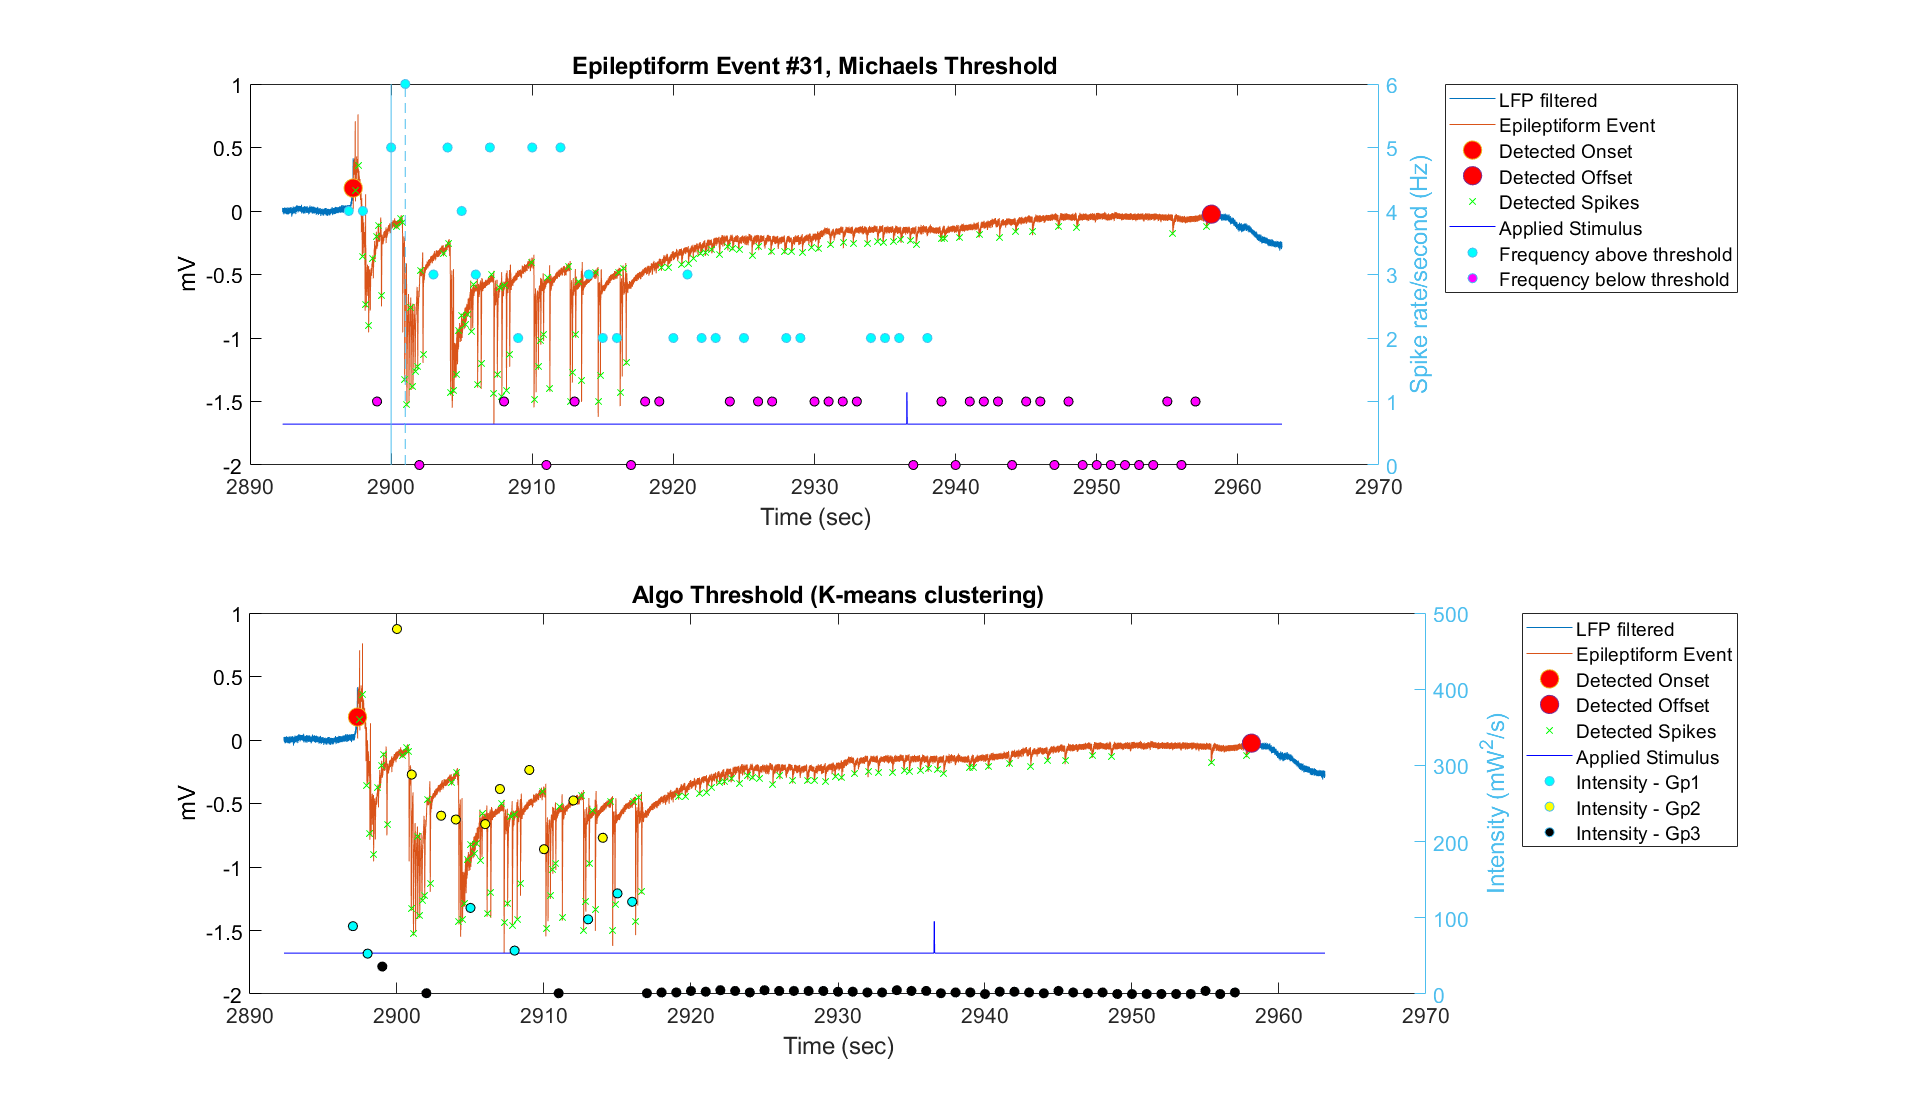 Epileptiform Event #31, Michaels Threshold
1
0.5
0
-0.5
-1
-1.5
-2
mV
6
5
4
3
2
1
0
Spike rate/second (Hz)
2890 2900 2910 2920 2930 2940 2950 2960 2970
Time (sec)
LFP filtered
Epileptiform Event
Detected Onset
Detected Offset
Detected Spikes
Applied Stimulus
Frequency above threshold
Frequency below threshold
Algo Threshold (K-means clustering)
1
0.5
0
-0.5
-1
-1.5
-2
mV
500
400
300
200
100
0
Intensity (mW²/s)
2890 2900 2910 2920 2930 2940 2950 2960 2970
Time (sec)
LFP filtered
Epileptiform Event
Detected Onset
Detected Offset
Detected Spikes
Applied Stimulus
Intensity - Gp1
Intensity - Gp2
Intensity - Gp3